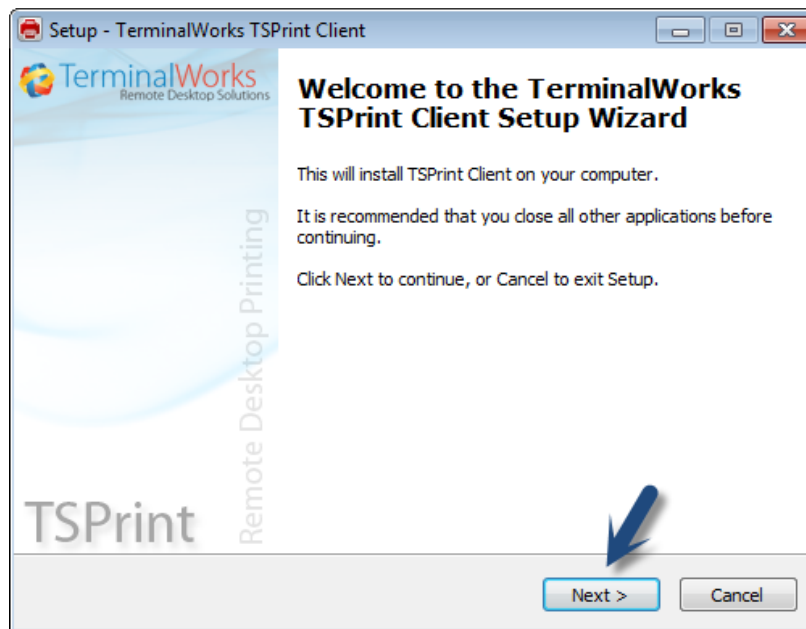 Setup - TerminalWorks TSPrint Client
TerminalWorks
Remote Desktop Solutions
Welcome to the TerminalWorks
TSPrint Client Setup Wizard
This will install TSPrint Client on your computer.
It is recommended that you close all other applications before
continuing.
Click Next to continue, or Cancel to exit Setup.
Remote Desktop Printing
TSPrint
Next >
Cancel